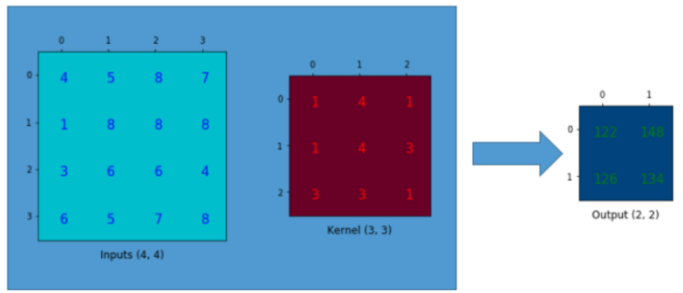 0 1 2 3
0 4 5 8 7
1 1 8 8 8
2 3 6 6 4
3 6 5 7 8
Inputs (4, 4)
0 1 2
0 1 4 1
1 1 4 3
2 3 3 1
Kernel (3, 3)
0 1
0 122 148
1 126 134
Output (2, 2)